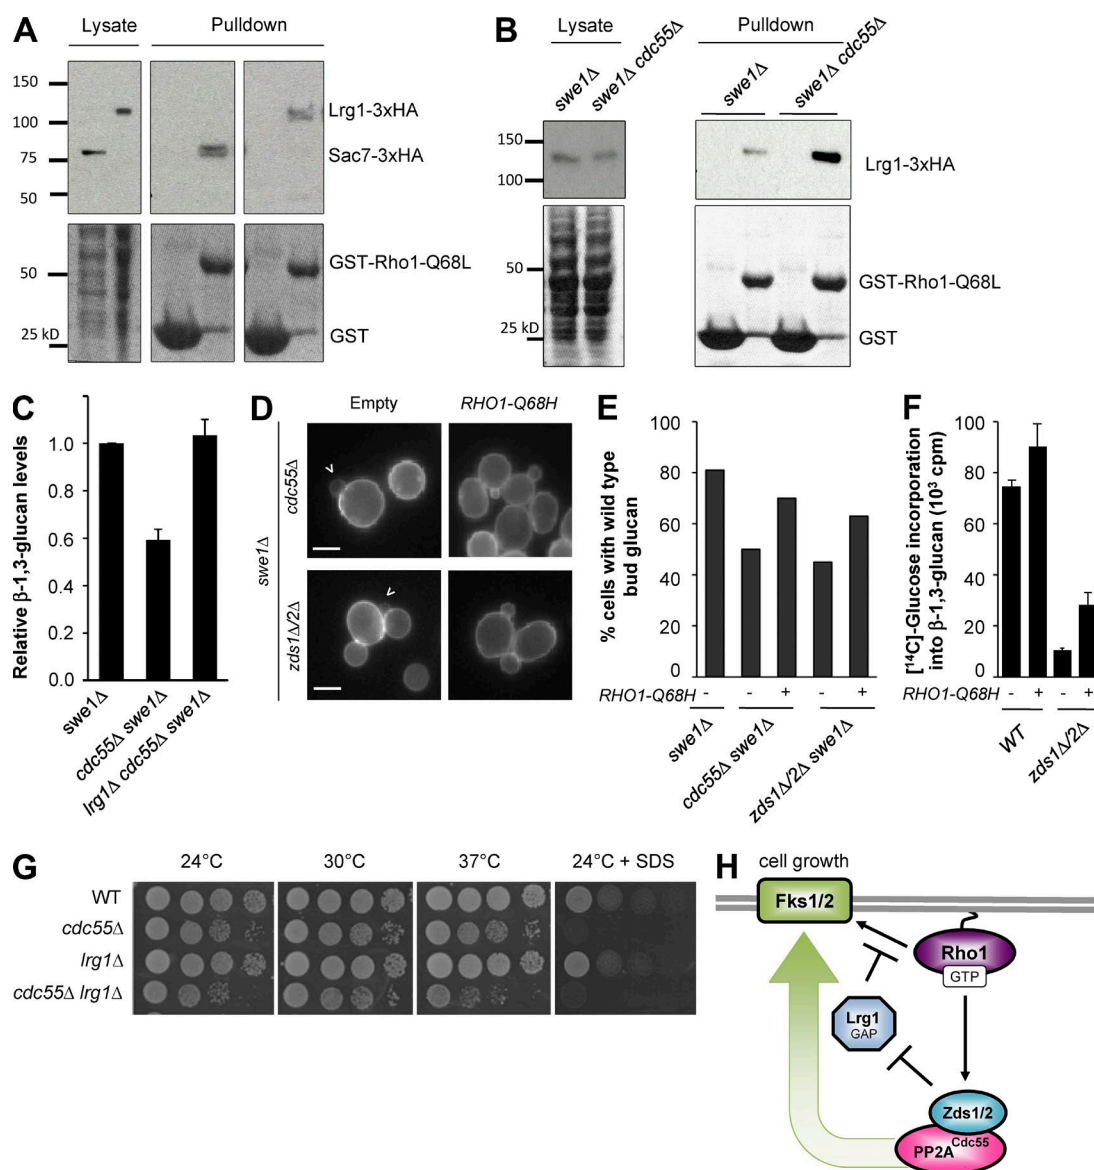 A
Lysate
Pulldown
150
100
75
50
Lrg1-3xHA
Sac7-3xHA
50
25 kD
GST-Rho1-Q68L
GST
B
Lysate
Pulldown
swe1Δ
swe1Δ cdc55Δ
swe1Δ
swe1Δ cdc55Δ
150
100
Lrg1-3xHA
50
25 kD
GST-Rho1-Q68L
GST
C
Relative β-1,3-glucan levels
1.0
0.8
0.6
0.4
0.2
0.0
swe1Δ
cdc55Δ swe1Δ
lrg1Δ cdc55Δ swe1Δ
D
Empty
RHO1-Q68H
swe1Δ
cdc55Δ
zds1Δ/2Δ
E
% cells with wild type
bud glucan
100
80
60
40
20
0
RHO1-Q68H
- - + - +
swe1Δ
cdc55Δ swe1Δ
zds1Δ/2Δ swe1Δ
F
[¹⁴C]-Glucose incorporation
into β-1,3-glucan (10³ cpm)
100
80
60
40
20
0
RHO1-Q68H
- + - +
WT
zds1Δ/2Δ
G
24°C
30°C
37°C
24°C + SDS
WT
cdc55Δ
lrg1Δ
cdc55Δ lrg1Δ
H
cell growth
Fks1/2
Rho1
GTP
Lrg1
GAP
Zds1/2
PP2A^Cdc55